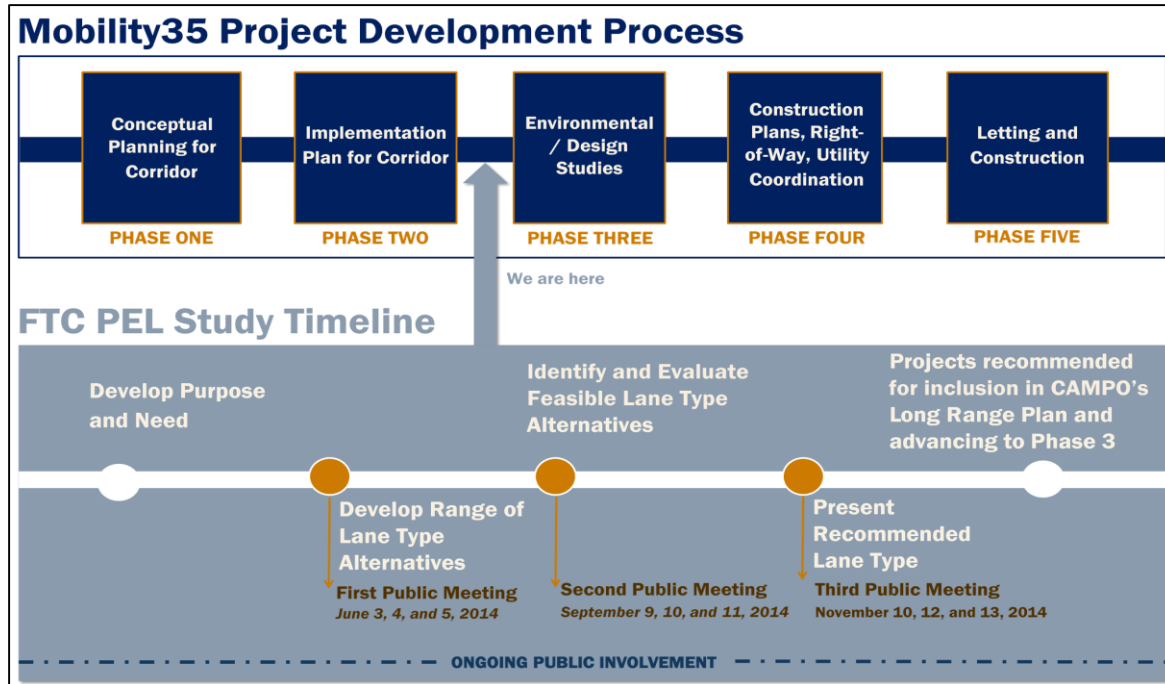 Mobility35 Project Development Process
Conceptual
Planning for
Corridor
Implementation
Plan for Corridor
Environmental
/ Design
Studies
Construction
Plans, Right-
of-Way, Utility
Coordination
Letting and
Construction
PHASE ONE
PHASE TWO
PHASE THREE
PHASE FOUR
PHASE FIVE
We are here
FTC PEL Study Timeline
Develop Purpose
and Need
Identify and Evaluate
Feasible Lane Type
Alternatives
Projects recommended
for inclusion in CAMPO's
Long Range Plan and
advancing to Phase 3
Develop Range of
Lane Type
Alternatives
First Public Meeting
June 3, 4, and 5, 2014
Second Public Meeting
September 9, 10, and 11, 2014
Present
Recommended
Lane Type
Third Public Meeting
November 10, 12, and 13, 2014
ONGOING PUBLIC INVOLVEMENT